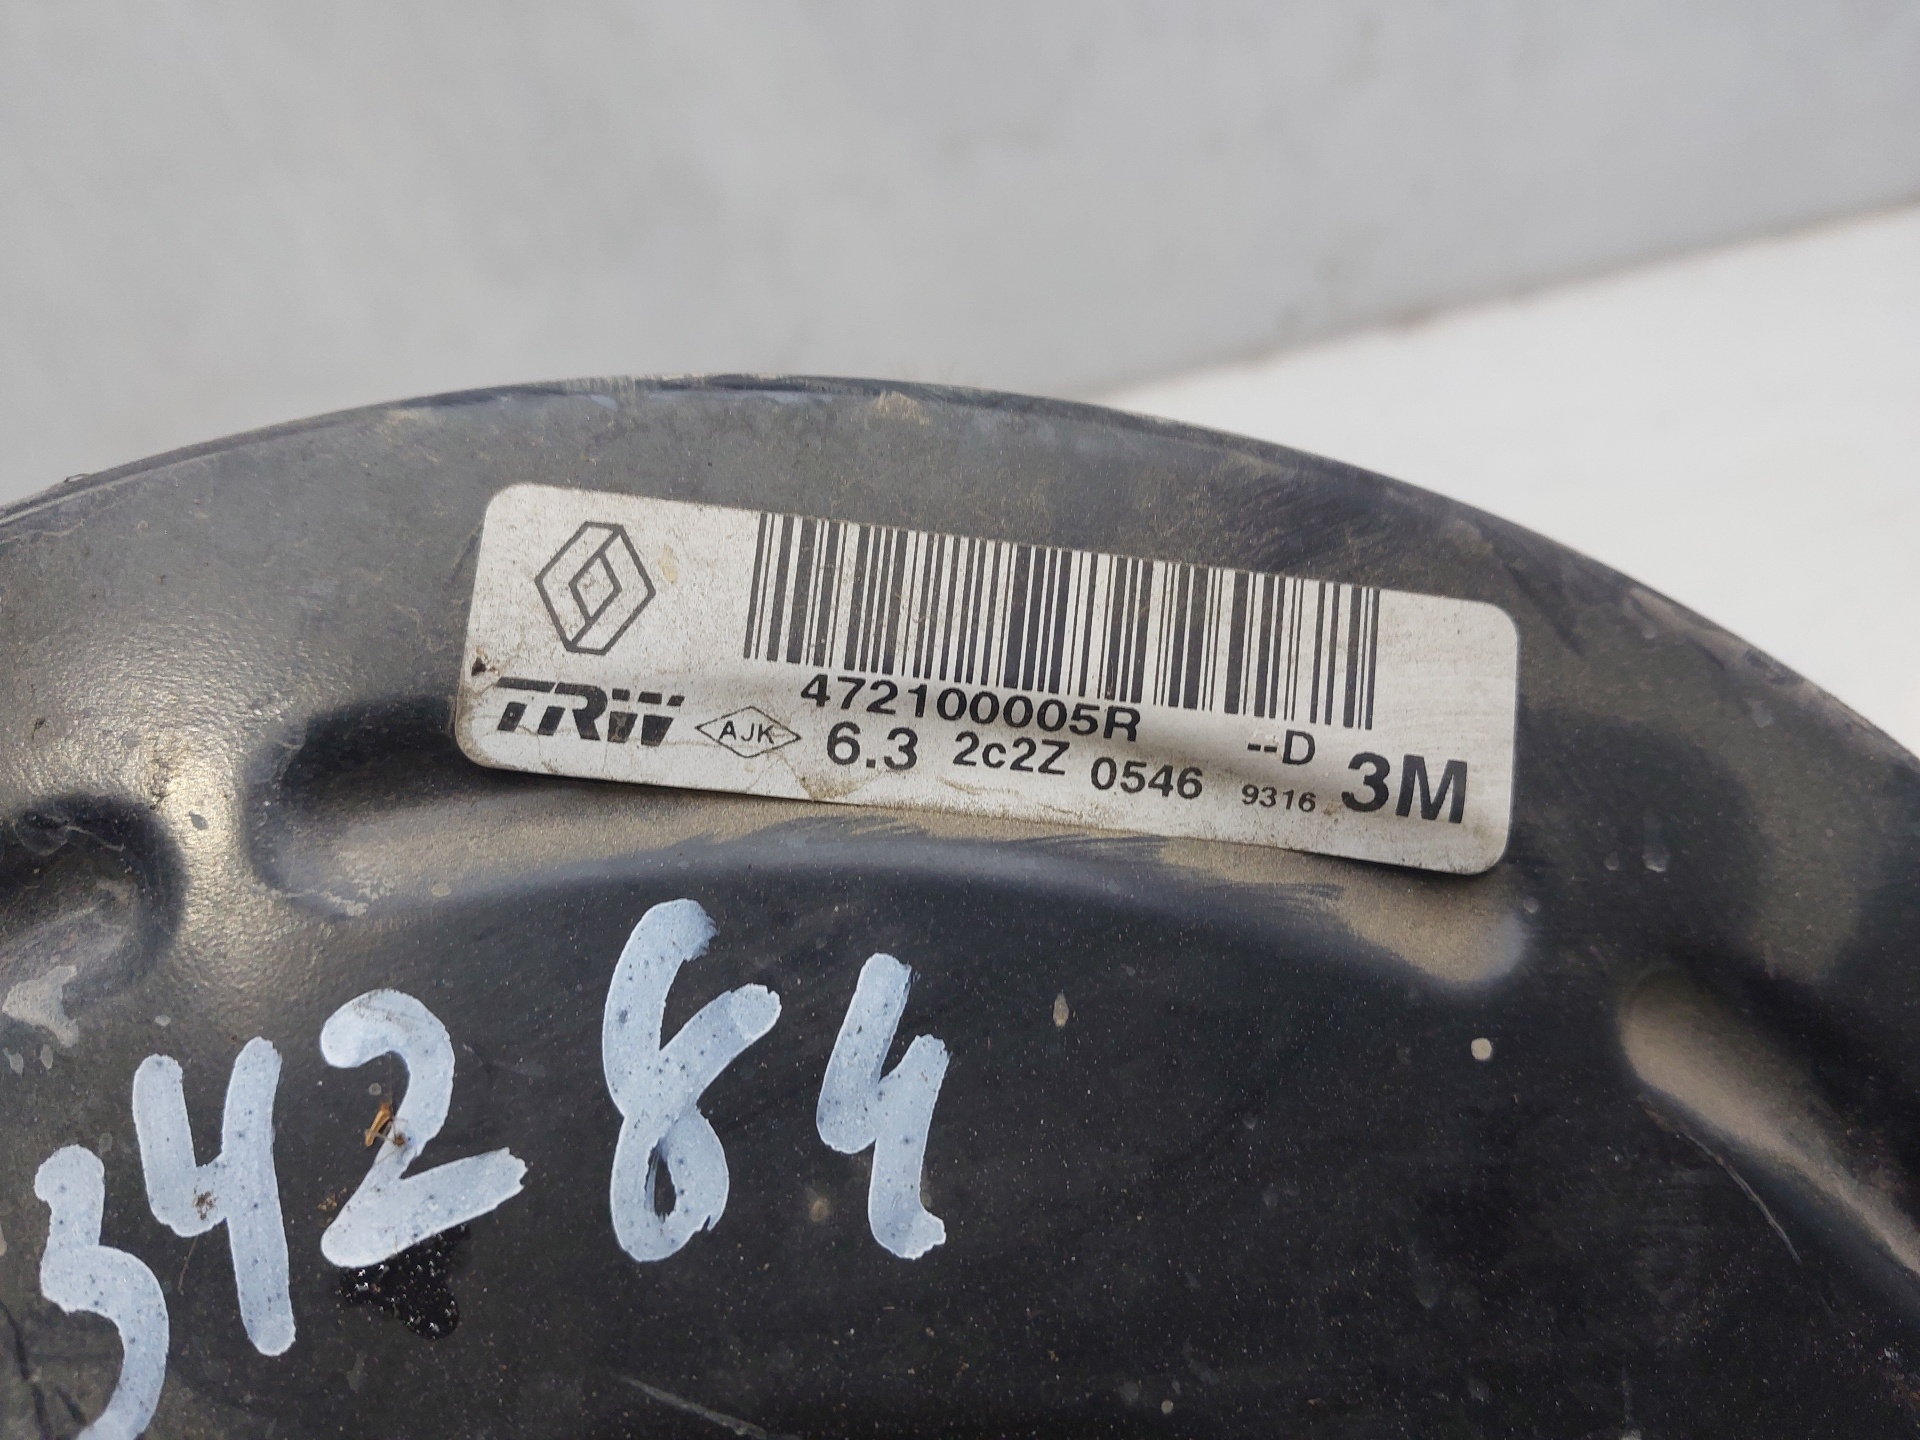 472100005R --D
TRW AJK 6.3 2c2Z 0546 9316 3M
34284